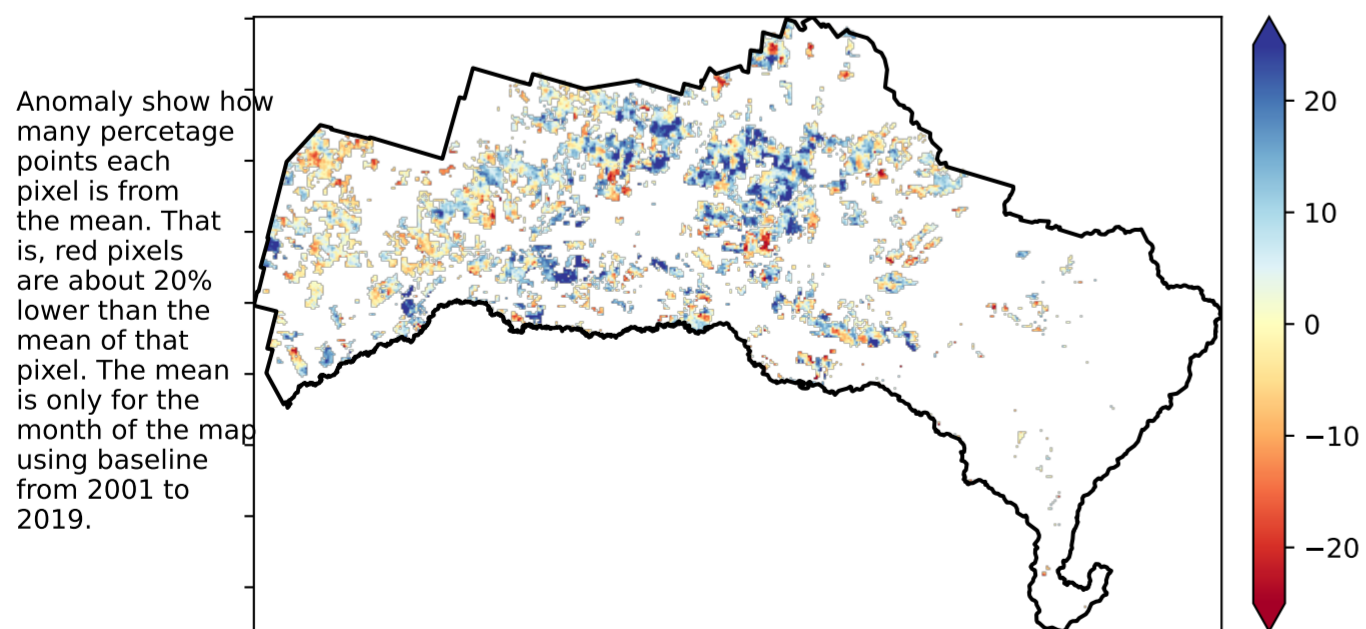 Anomaly show how
many percetage
points each
pixel is from
the mean. That
is, red pixels
are about 20%
lower than the
mean of that
pixel. The mean
is only for the
month of the map
using baseline
from 2001 to
2019.
20
10
0
−10
−20